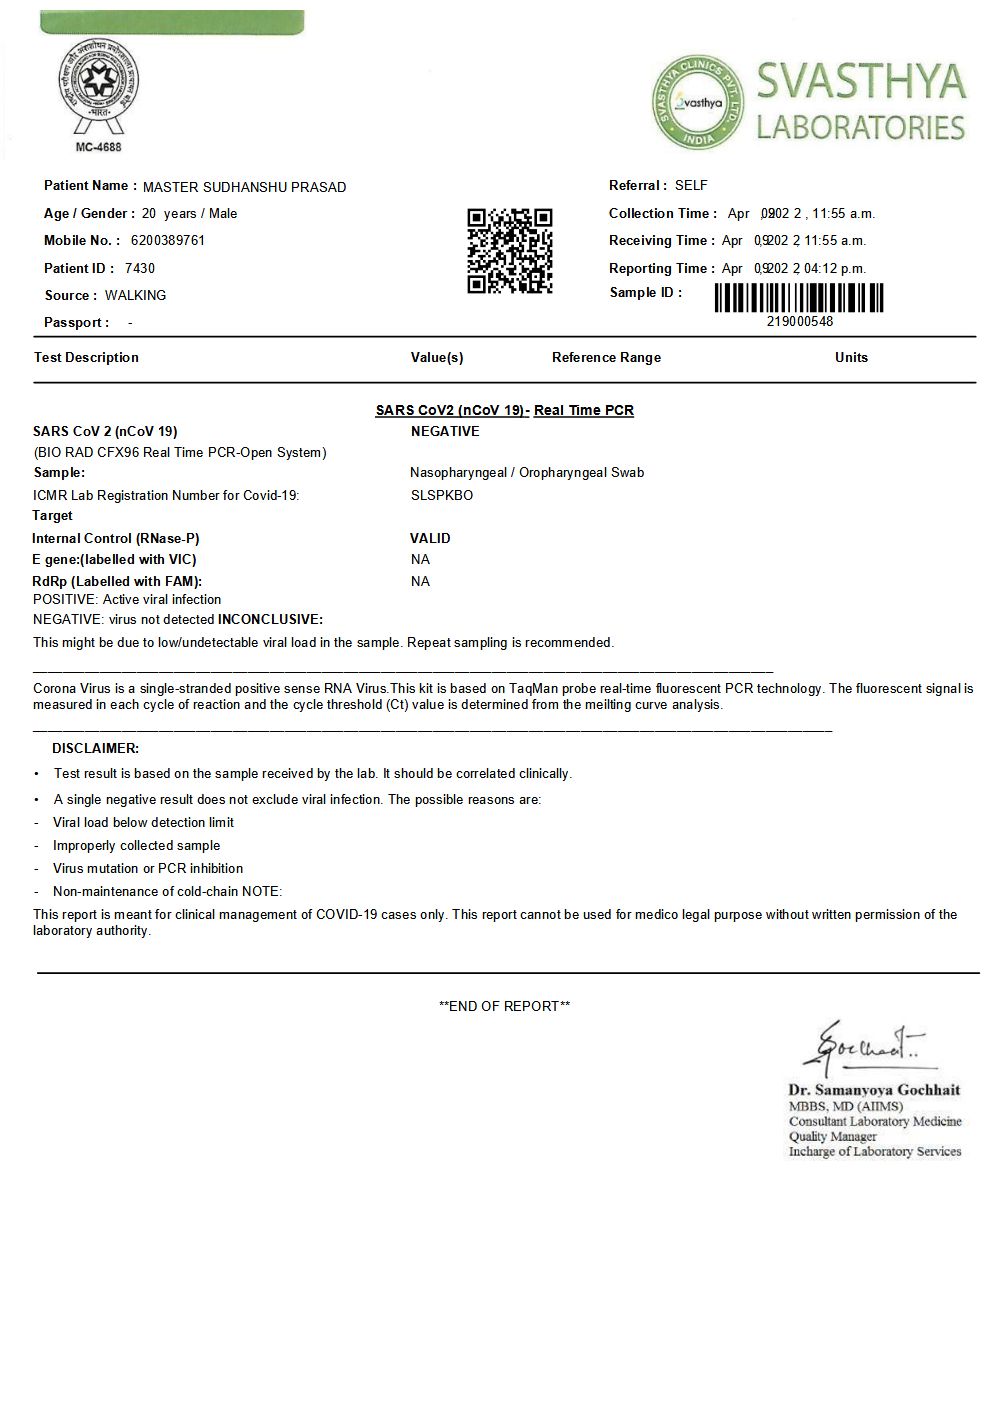 MC-4688
SVASTHYA CLINICS PVT. LTD.
INDIA
Svasthya
SVASTHYA
LABORATORIES
Patient Name : MASTER SUDHANSHU PRASAD
Age / Gender : 20 years / Male
Mobile No. : 6200389761
Patient ID : 7430
Source : WALKING
Passport : -
Referral : SELF
Collection Time : Apr 09,202 2 , 11:55 a.m.
Receiving Time : Apr 09,202 2 11:55 a.m.
Reporting Time : Apr 09,202 2 04:12 p.m.
Sample ID :
219000548
Test Description Value(s) Reference Range Units
SARS CoV2 (nCoV 19)- Real Time PCR
SARS CoV 2 (nCoV 19) NEGATIVE
(BIO RAD CFX96 Real Time PCR-Open System)
Sample: Nasopharyngeal / Oropharyngeal Swab
ICMR Lab Registration Number for Covid-19: SLSPKBO
Target
Internal Control (RNase-P) VALID
E gene:(labelled with VIC) NA
RdRp (Labelled with FAM): NA
POSITIVE: Active viral infection
NEGATIVE: virus not detected INCONCLUSIVE:
This might be due to low/undetectable viral load in the sample. Repeat sampling is recommended.
Corona Virus is a single-stranded positive sense RNA Virus.This kit is based on TaqMan probe real-time fluorescent PCR technology. The fluorescent signal is
measured in each cycle of reaction and the cycle threshold (Ct) value is determined from the meilting curve analysis.
DISCLAIMER:
• Test result is based on the sample received by the lab. It should be correlated clinically.
• A single negative result does not exclude viral infection. The possible reasons are:
- Viral load below detection limit
- Improperly collected sample
- Virus mutation or PCR inhibition
- Non-maintenance of cold-chain NOTE:
This report is meant for clinical management of COVID-19 cases only. This report cannot be used for medico legal purpose without written permission of the
laboratory authority.
**END OF REPORT**
Gochhait..
Dr. Samanyoya Gochhait
MBBS, MD (AIIMS)
Consultant Laboratory Medicine
Quality Manager
Incharge of Laboratory Services